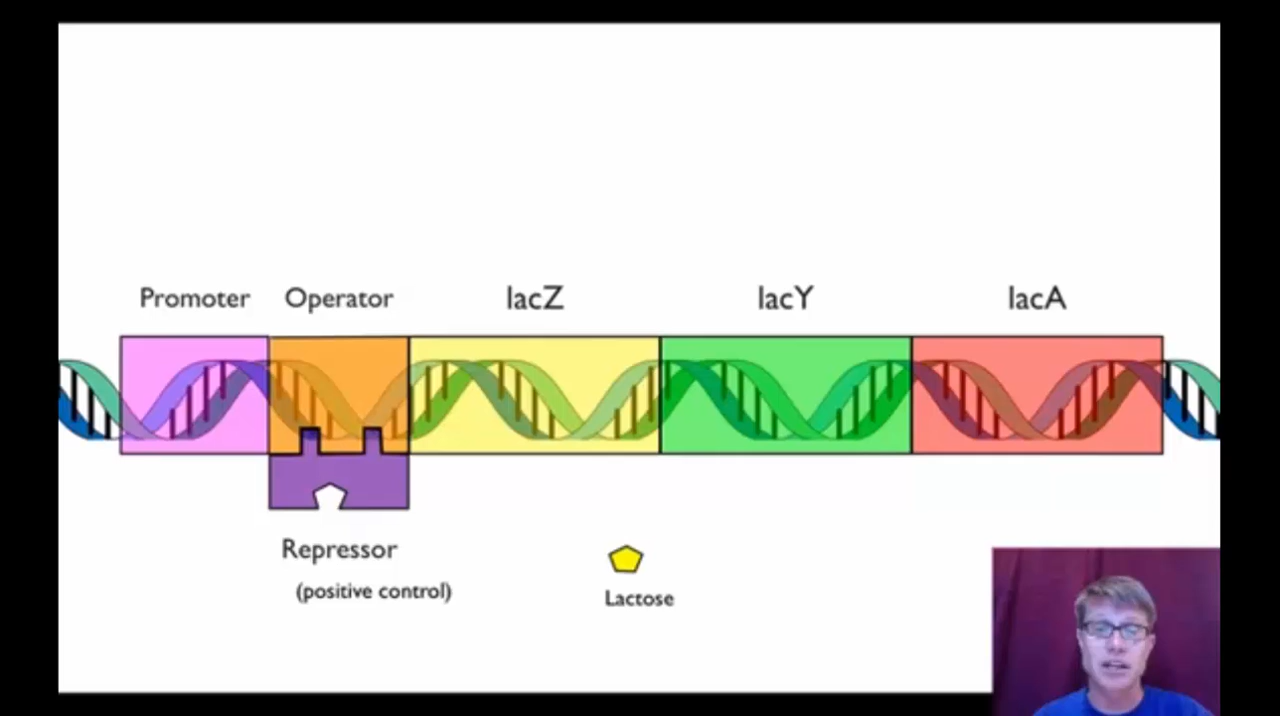 Promoter
Operator
lacZ
lacY
lacA
Repressor
(positive control)
Lactose